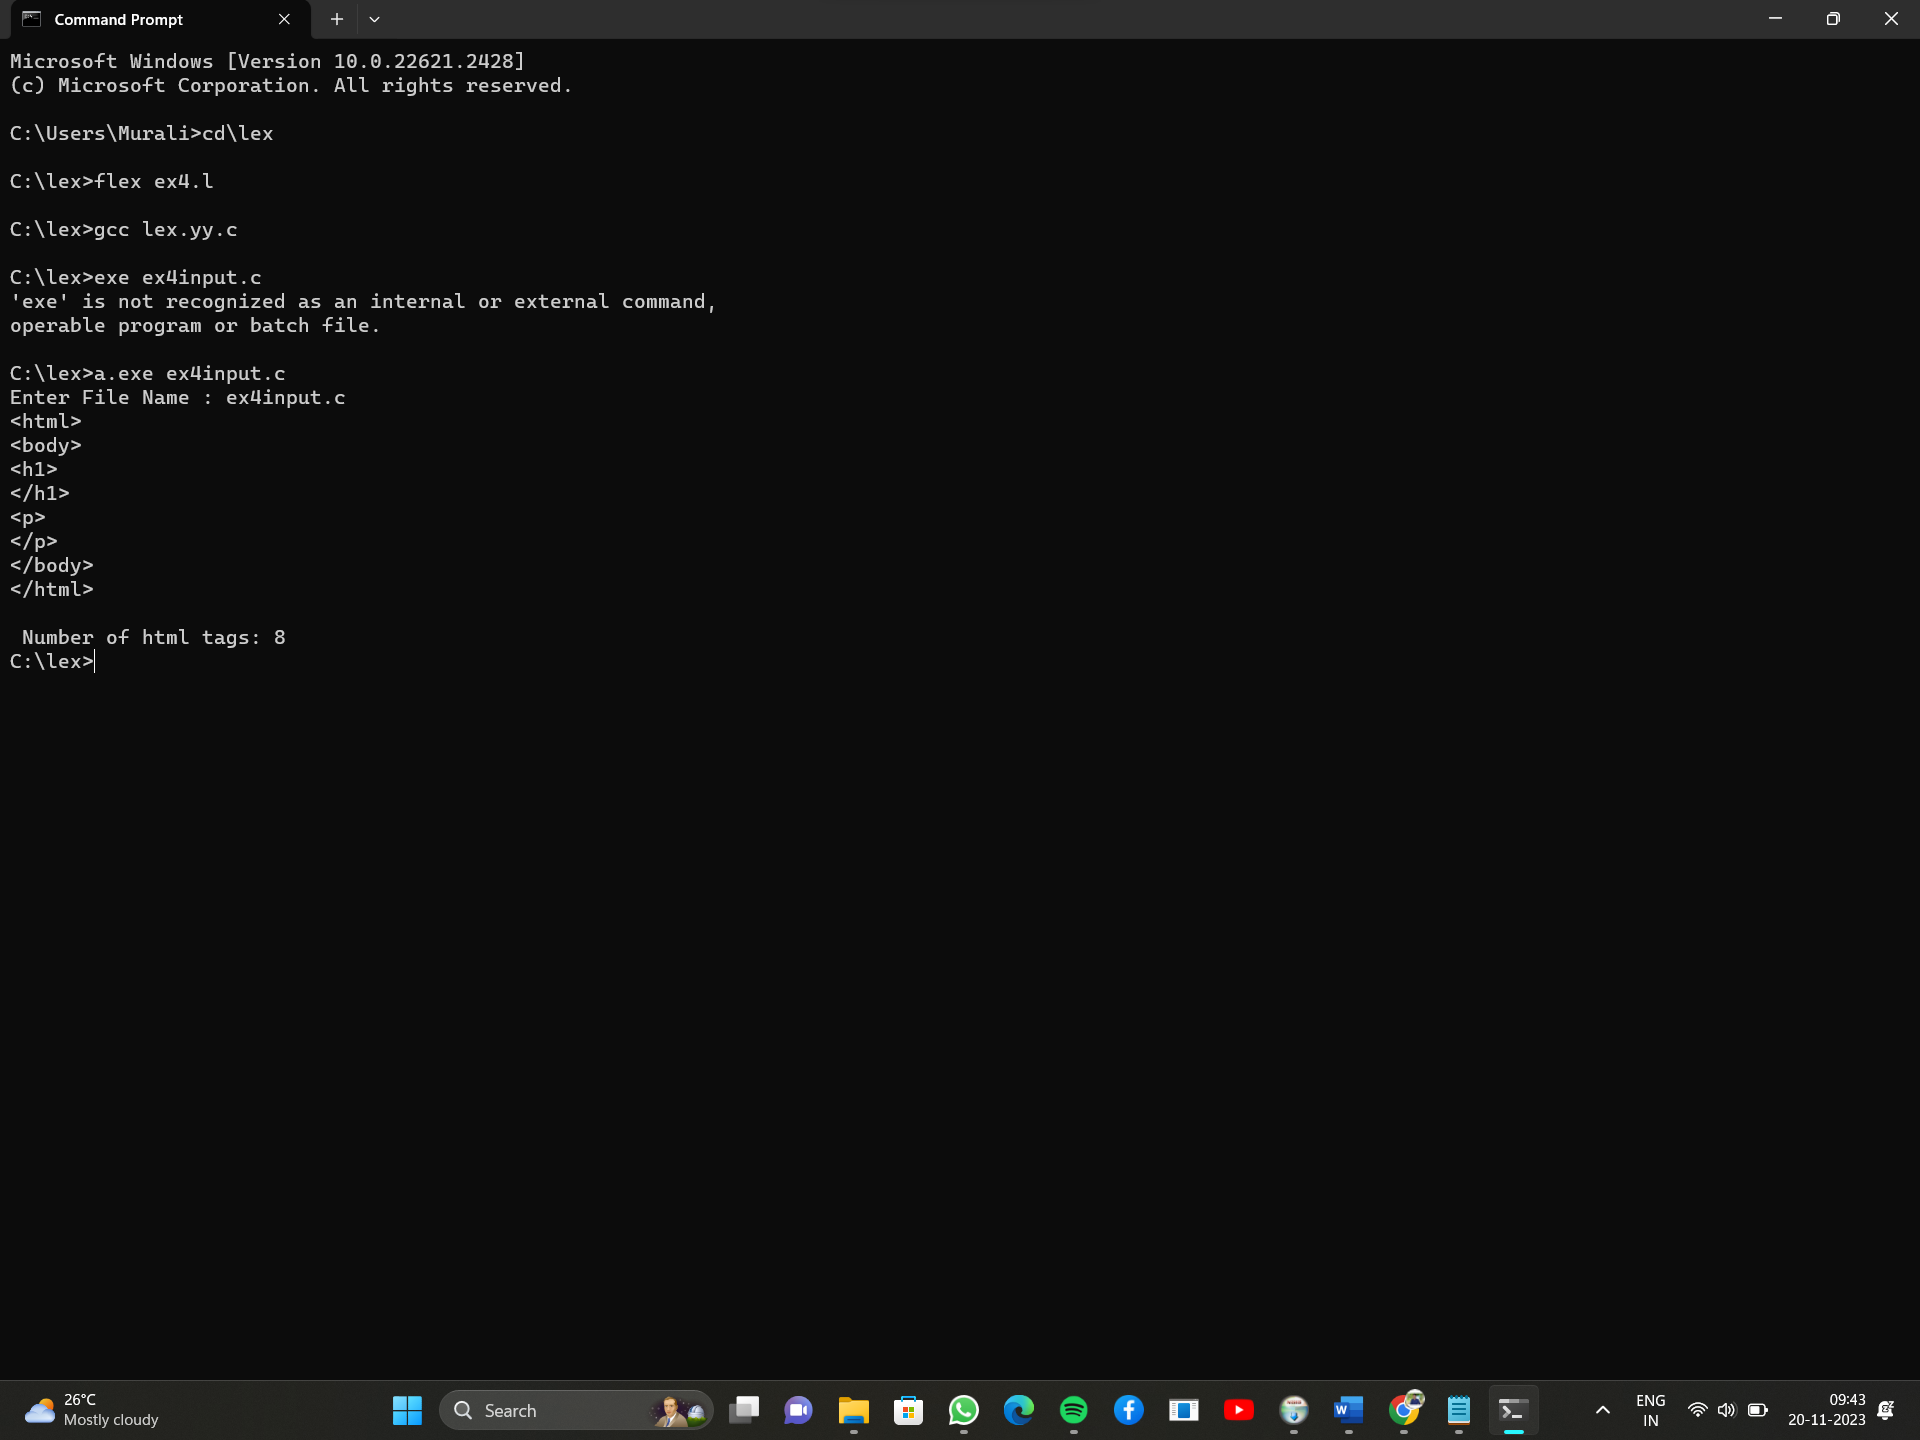 Command Prompt
Microsoft Windows [Version 10.0.22621.2428]
(c) Microsoft Corporation. All rights reserved.
C:\Users\Murali>cd\lex
C:\lex>flex ex4.l
C:\lex>gcc lex.yy.c
C:\lex>exe ex4input.c
'exe' is not recognized as an internal or external command,
operable program or batch file.
C:\lex>a.exe ex4input.c
Enter File Name : ex4input.c
<html>
<body>
<h1>
</h1>
<p>
</p>
</body>
</html>
Number of html tags: 8
C:\lex>
26°C
Mostly cloudy
Search
ENG
IN
09:43
20-11-2023